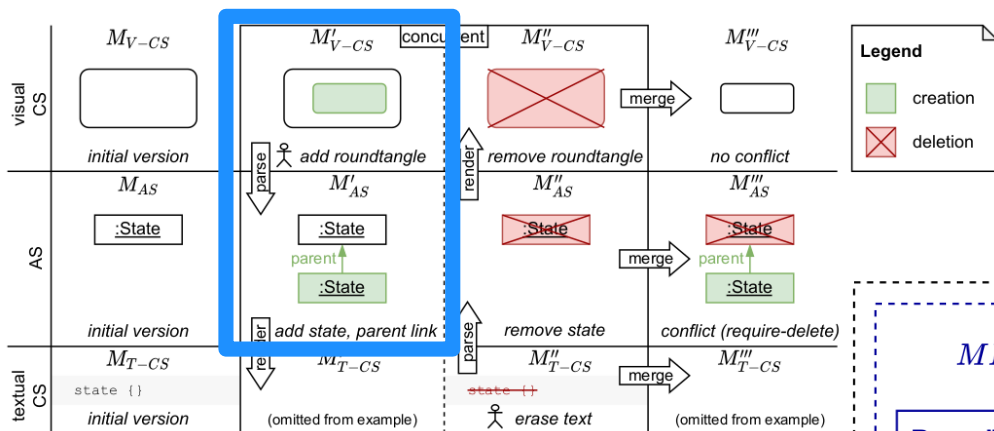 M_{V-CS}
M'_{V-CS}
concurrent
M''_{V-CS}
M'''_{V-CS}
Legend
visual
CS
merge
creation
deletion
initial version
add roundtangle
remove roundtangle
no conflict
parse
render
M_{AS}
M'_{AS}
M''_{AS}
M'''_{AS}
AS
:State
:State
:State
:State
parent
parent
merge
:State
:State
initial version
add state, parent link
remove state
conflict (require-delete)
render
parse
M_{T-CS}
M'_{T-CS}
M''_{T-CS}
M'''_{T-CS}
textual
CS
state {}
state {}
merge
initial version
(omitted from example)
erase text
(omitted from example)